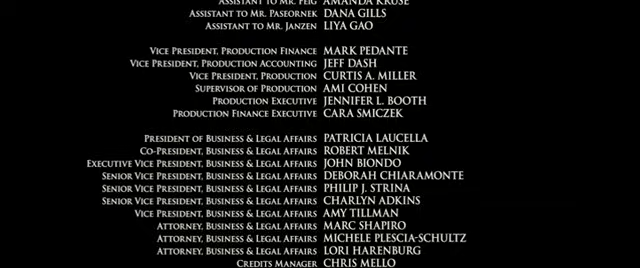 Assistant to Mr. Feig AMANDA KRUSE
Assistant to Mr. Paseornek DANA GILLS
Assistant to Mr. Janzen LIYA GAO
Vice President, Production Finance MARK PEDANTE
Vice President, Production Accounting JEFF DASH
Vice President, Production CURTIS A. MILLER
Supervisor of Production AMI COHEN
Production Executive JENNIFER L. BOOTH
Production Finance Executive CARA SMICZEK
President of Business & Legal Affairs PATRICIA LAUCELLA
Co-President, Business & Legal Affairs ROBERT MELNIK
Executive Vice President, Business & Legal Affairs JOHN BIONDO
Senior Vice President, Business & Legal Affairs DEBORAH CHIARAMONTE
Senior Vice President, Business & Legal Affairs PHILIP J. STRINA
Senior Vice President, Business & Legal Affairs CHARLYN ADKINS
Vice President, Business & Legal Affairs AMY TILLMAN
Attorney, Business & Legal Affairs MARC SHAPIRO
Attorney, Business & Legal Affairs MICHELE PLESCIA-SCHULTZ
Attorney, Business & Legal Affairs LORI HARENBURG
Credits Manager CHRIS MELLO